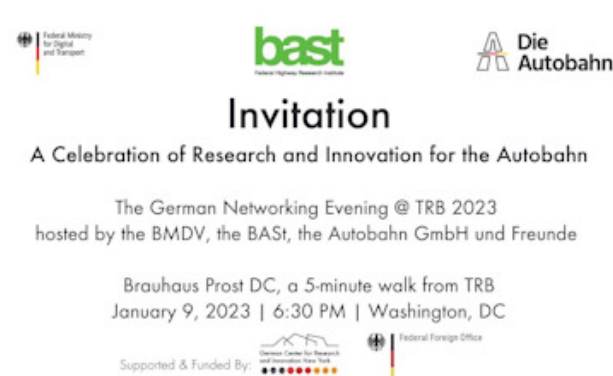 Federal Ministry
for Digital
and Transport
bast
Federal Highway Research Institute
Die
Autobahn
Invitation
A Celebration of Research and Innovation for the Autobahn
The German Networking Evening @ TRB 2023
hosted by the BMDV, the BASt, the Autobahn GmbH und Freunde
Brauhaus Prost DC, a 5-minute walk from TRB
January 9, 2023 | 6:30 PM | Washington, DC
Supported & Funded By:
German Center for Research
and Innovation New York
Federal Foreign Office